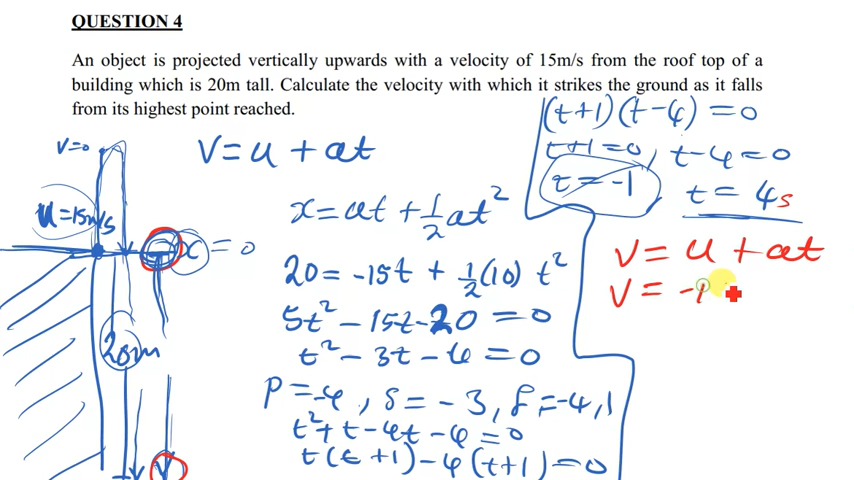 QUESTION 4
An object is projected vertically upwards with a velocity of 15m/s from the roof top of a
building which is 20m tall. Calculate the velocity with which it strikes the ground as it falls
from its highest point reached.
V=0
u=15m/s
x = 0
20m
V = u + at
x = ut + 1/2 at²
20 = -15t + 1/2 (10) t²
5t² - 15t - 20 = 0
t² - 3t - 4 = 0
P = -4, S = -3, f = -4, 1
t² + t - 4t - 4 = 0
t(t + 1) - 4(t + 1) = 0
(t+1)(t-4) = 0
t+1=0, t-4=0
t = -1
t = 4s
V = u + at
V = -1